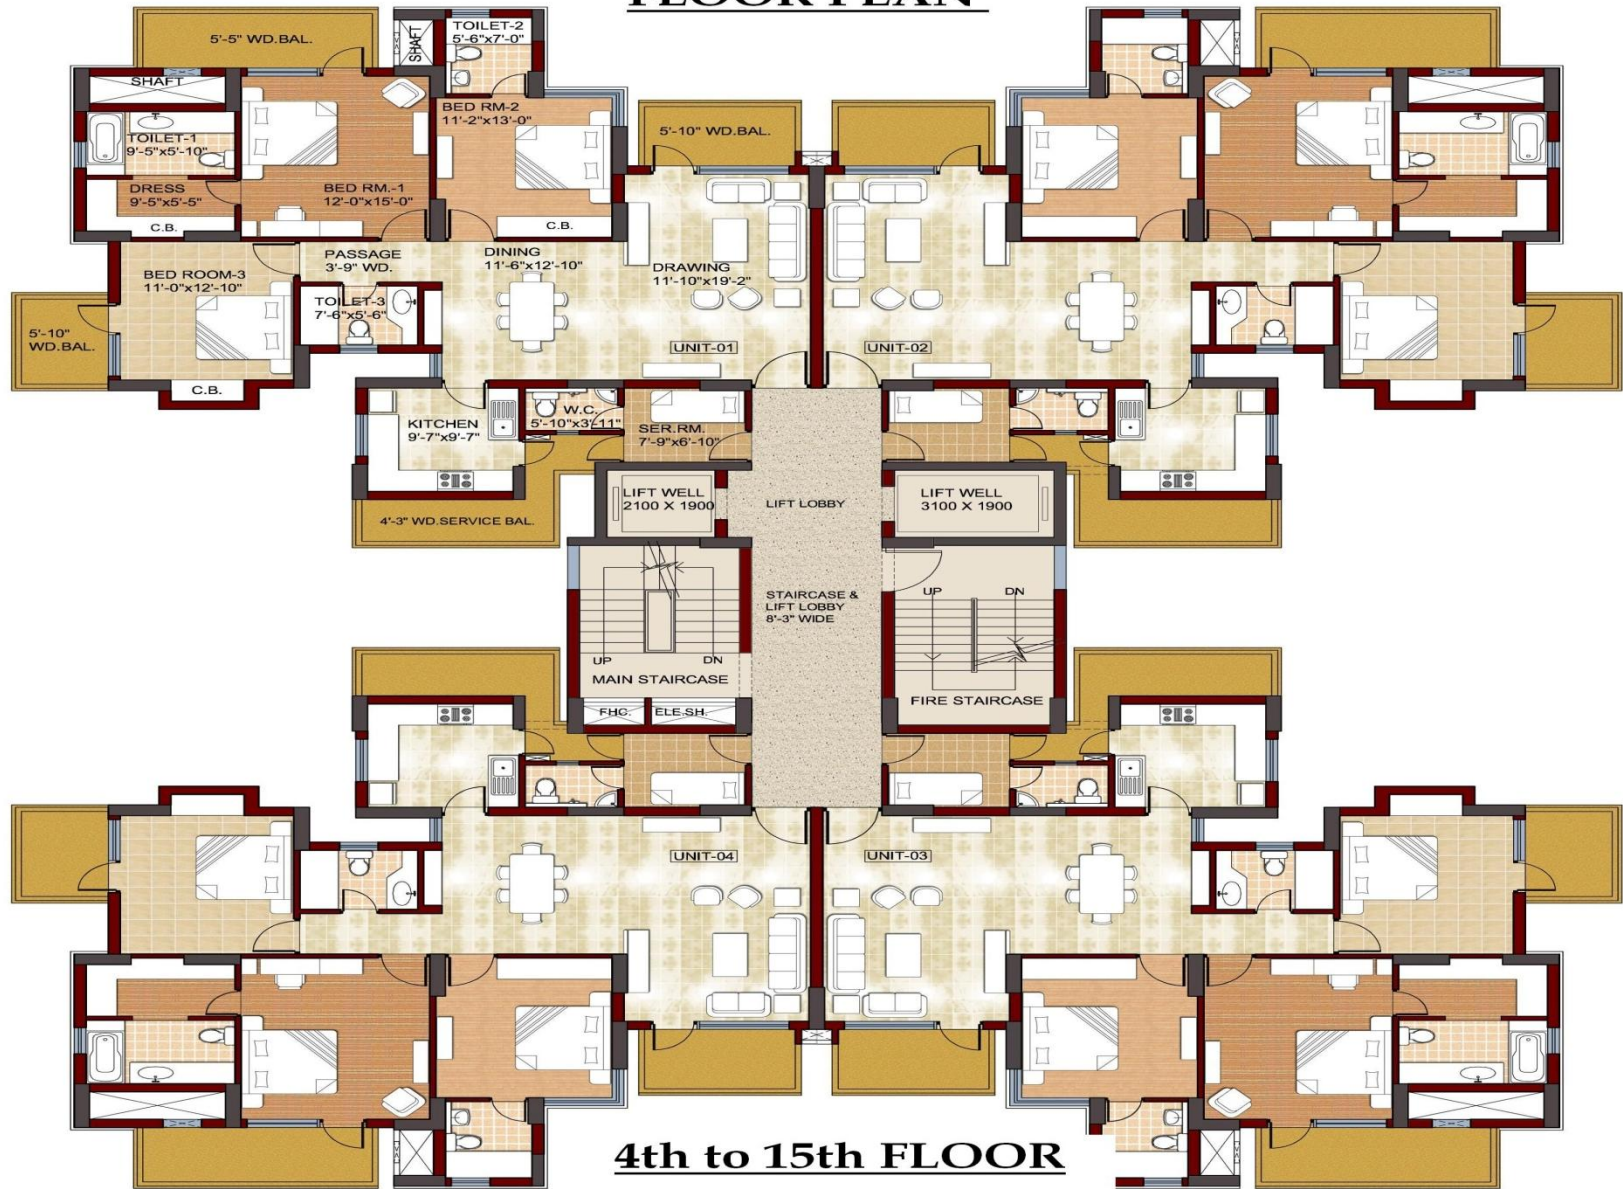 FLOOR PLAN
5'-5" WD.BAL.
SHAFT
TOILET-2
5'-6"x7'-0"
SHAFT
BED RM-2
11'-2"x13'-0"
5'-10" WD.BAL.
TOILET-1
9'-5"x5'-10"
DRESS
9'-5"x5'-5"
BED RM.-1
12'-0"x15'-0"
C.B.
C.B.
PASSAGE
3'-9" WD.
DINING
11'-6"x12'-10"
DRAWING
11'-10"x19'-2"
BED ROOM-3
11'-0"x12'-10"
TOILET-3
7'-6"x5'-6"
5'-10"
WD.BAL.
UNIT-01
UNIT-02
C.B.
KITCHEN
9'-7"x9'-7"
W.C.
5'-10"x3'-11"
SER.RM.
7'-9"x6'-10"
LIFT WELL
2100 X 1900
LIFT LOBBY
LIFT WELL
3100 X 1900
4'-3" WD.SERVICE BAL.
STAIRCASE &
LIFT LOBBY
8'-3" WIDE
UP
DN
UP
DN
MAIN STAIRCASE
FIRE STAIRCASE
FHC.
ELE.SH.
UNIT-04
UNIT-03
4th to 15th FLOOR